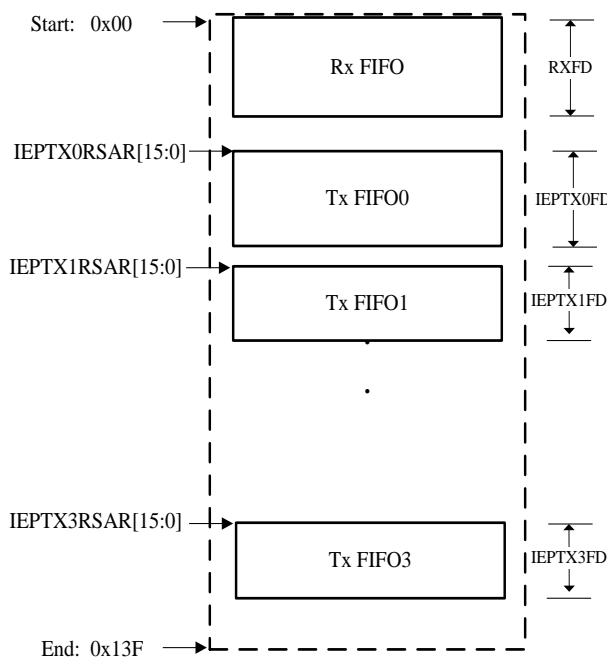 Start: 0x00
Rx FIFO
RXFD
IEPTX0RSAR[15:0]
Tx FIFO0
IEPTX0FD
IEPTX1RSAR[15:0]
Tx FIFO1
IEPTX1FD
IEPTX3RSAR[15:0]
Tx FIFO3
IEPTX3FD
End: 0x13F